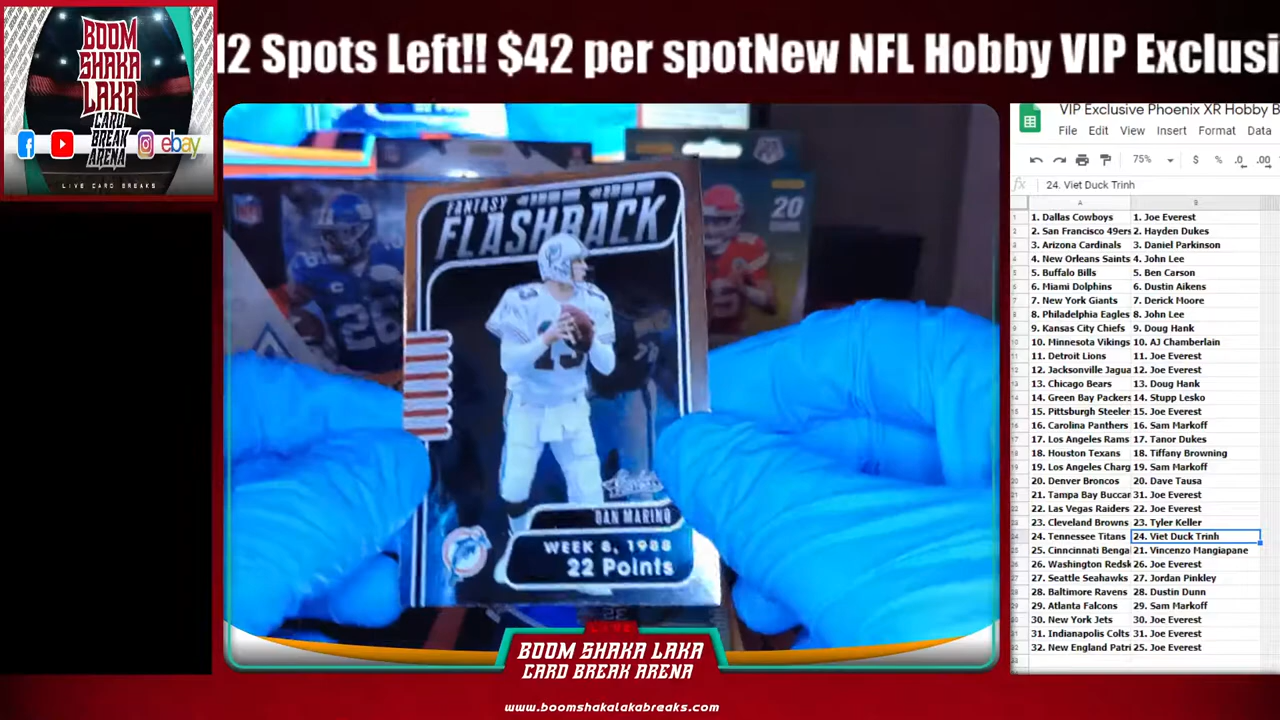 BOOM
SHAKA
LAKA
CARD
BREAK
ARENA
ebay
LIVE CARD BREAKS
12 Spots Left!! $42 per spotNew NFL Hobby VIP Exclusi
FANTASY
FLASHBACK
20
13
DAN MARINO
WEEK 8, 1988
22 Points
BOOM SHAKA LAKA
CARD BREAK ARENA
www.boomshakalakabreaks.com
VIP Exclusive Phoenix XR Hobby B
File Edit View Insert Format Data
75% $ % .0 .00
fx 24. Viet Duck Trinh
A B
1. Dallas Cowboys 1. Joe Everest
2. San Francisco 49ers 2. Hayden Dukes
3. Arizona Cardinals 3. Daniel Parkinson
4. New Orleans Saints 4. John Lee
5. Buffalo Bills 5. Ben Carson
6. Miami Dolphins 6. Dustin Aikens
7. New York Giants 7. Derick Moore
8. Philadelphia Eagles 8. John Lee
9. Kansas City Chiefs 9. Doug Hank
10. Minnesota Vikings 10. AJ Chamberlain
11. Detroit Lions 11. Joe Everest
12. Jacksonville Jagua 12. Joe Everest
13. Chicago Bears 13. Doug Hank
14. Green Bay Packers 14. Stupp Lesko
15. Pittsburgh Steeler 15. Joe Everest
16. Carolina Panthers 16. Sam Markoff
17. Los Angeles Rams 17. Tanor Dukes
18. Houston Texans 18. Tiffany Browning
19. Los Angeles Charg 19. Sam Markoff
20. Denver Broncos 20. Dave Tausa
21. Tampa Bay Buccan 31. Joe Everest
22. Las Vegas Raiders 22. Joe Everest
23. Cleveland Browns 23. Tyler Keller
24. Tennessee Titans 24. Viet Duck Trinh
25. Cinncinnati Benga 21. Vincenzo Mangiapane
26. Washington Redsk 26. Joe Everest
27. Seattle Seahawks 27. Jordan Pinkley
28. Baltimore Ravens 28. Dustin Dunn
29. Atlanta Falcons 29. Sam Markoff
30. New York Jets 30. Joe Everest
31. Indianapolis Colts 31. Joe Everest
32. New England Patri 25. Joe Everest